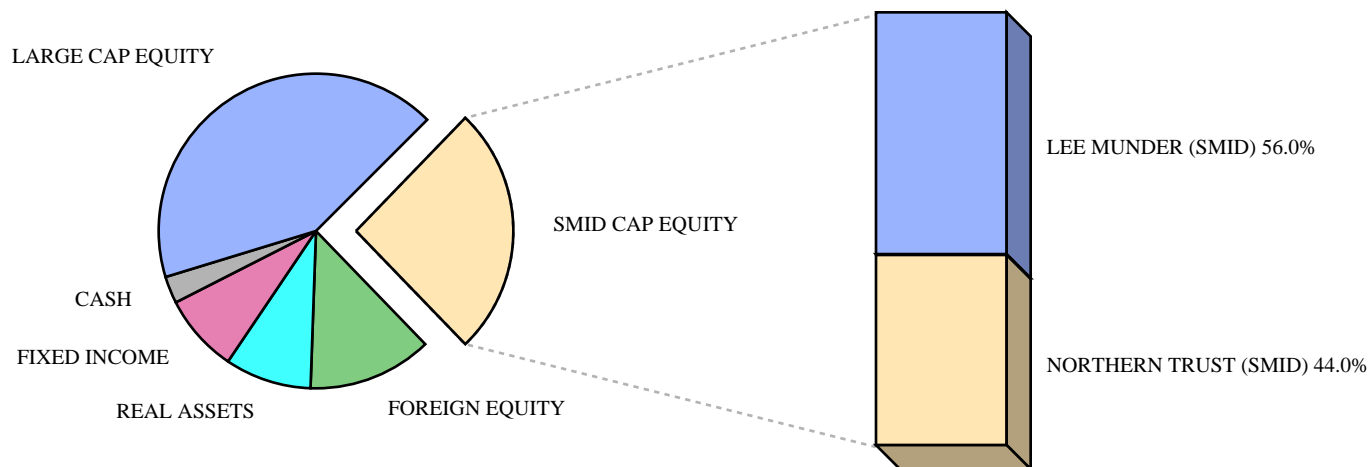 LARGE CAP EQUITY
LEE MUNDER (SMID) 56.0%
SMID CAP EQUITY
CASH
FIXED INCOME
NORTHERN TRUST (SMID) 44.0%
REAL ASSETS
FOREIGN EQUITY